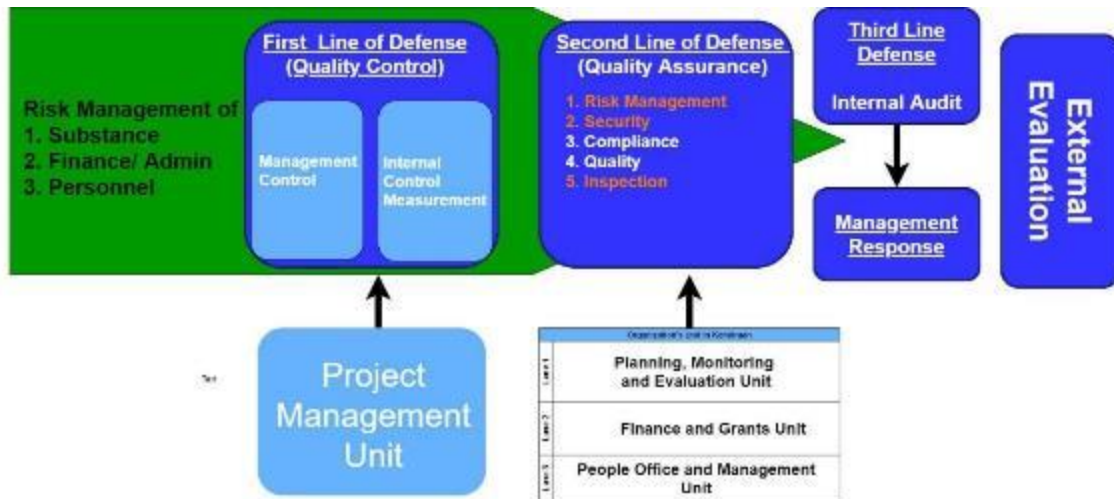 Risk Management of
1. Substance
2. Finance/ Admin
3. Personnel
First Line of Defense
(Quality Control)
Management
Control
Internal
Control
Measurement
Second Line of Defense
(Quality Assurance)
1. Risk Management
2. Security
3. Compliance
4. Quality
5. Inspection
Third Line
Defense
Internal Audit
Management
Response
External
Evaluation
Project
Management
Unit
Text
Planning, Monitoring
and Evaluation Unit
Finance and Grants Unit
People Office and Management
Unit